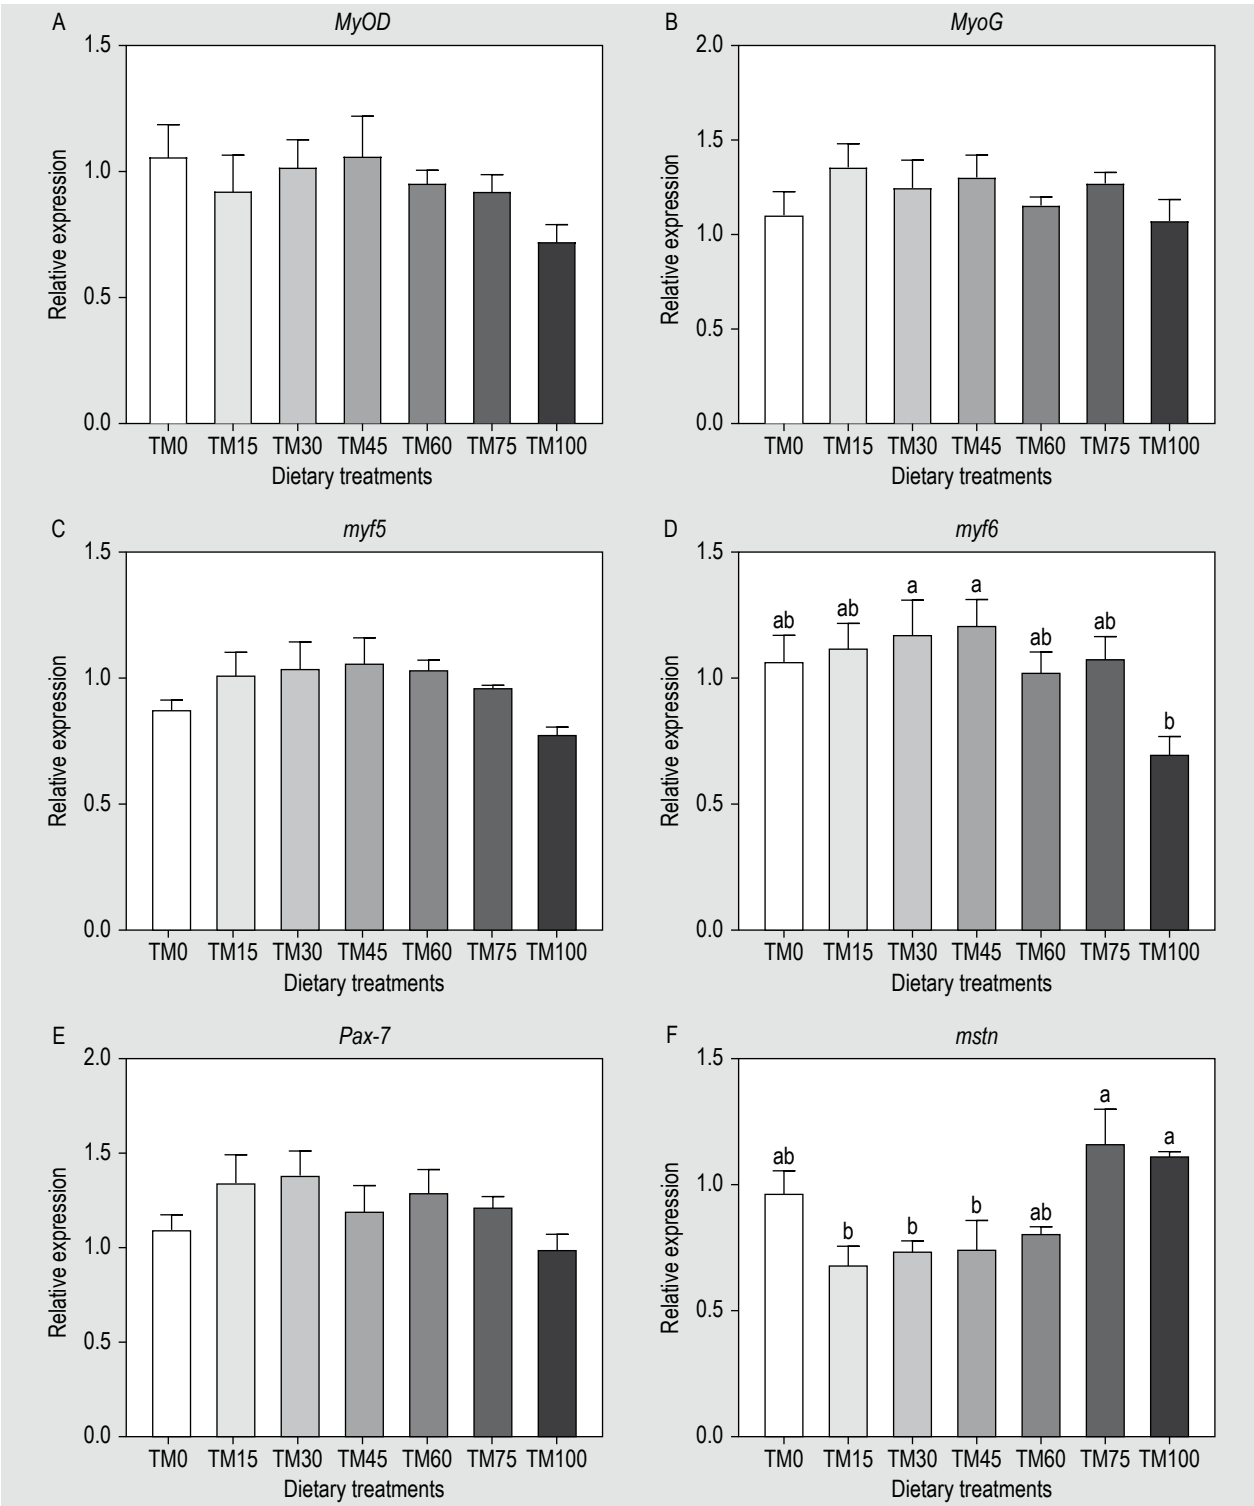 A MyOD
1.5
1.0
0.5
0.0
Relative expression
TM0 TM15 TM30 TM45 TM60 TM75 TM100
Dietary treatments
B MyoG
2.0
1.5
1.0
0.5
0.0
Relative expression
TM0 TM15 TM30 TM45 TM60 TM75 TM100
Dietary treatments
C myf5
1.5
1.0
0.5
0.0
Relative expression
TM0 TM15 TM30 TM45 TM60 TM75 TM100
Dietary treatments
D myf6
1.5
1.0
0.5
0.0
Relative expression
ab ab a a ab ab b
TM0 TM15 TM30 TM45 TM60 TM75 TM100
Dietary treatments
E Pax-7
2.0
1.5
1.0
0.5
0.0
Relative expression
TM0 TM15 TM30 TM45 TM60 TM75 TM100
Dietary treatments
F mstn
1.5
1.0
0.5
0.0
Relative expression
ab b b b ab a a
TM0 TM15 TM30 TM45 TM60 TM75 TM100
Dietary treatments